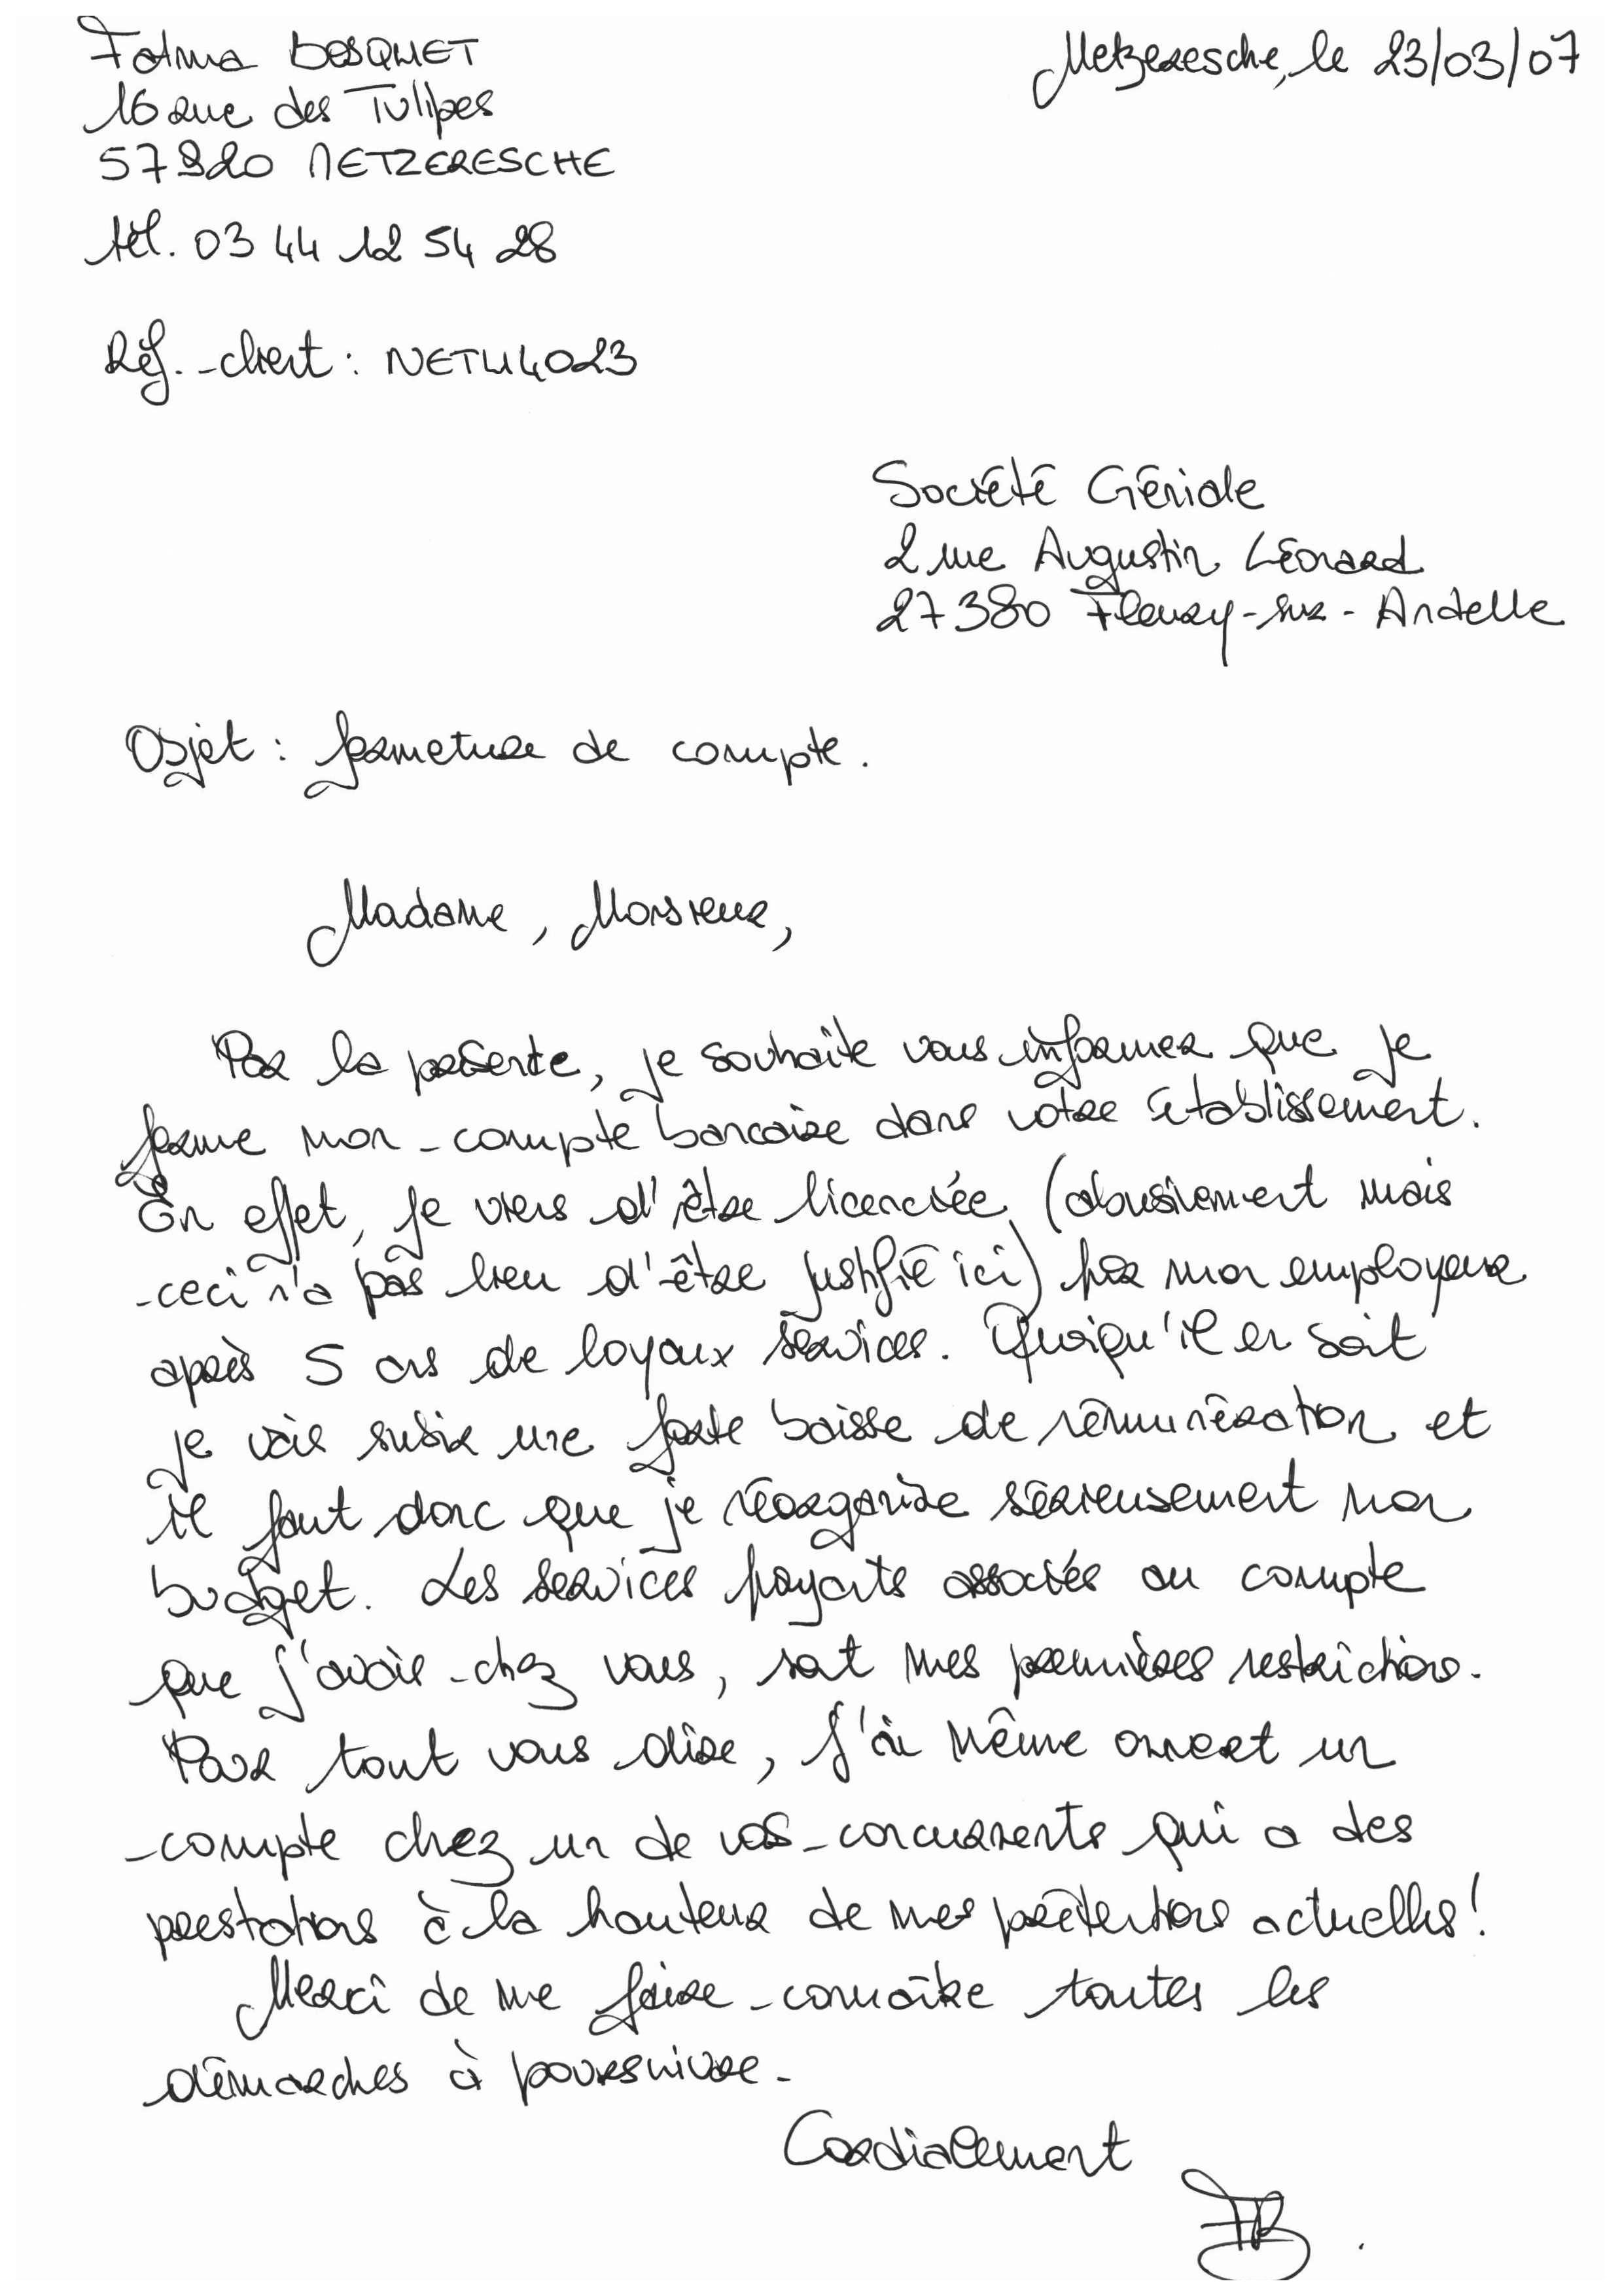 Fatma BOSQUET
Metzeresche, le 23/03/07
16 rue des Tulipes
57920 METZERESCHE
tél. 03 44 12 54 28
Réf. client : NETU4023
Société Géniale
2 rue Augustin Léonard
27380 Fleury-sur-Andelle
Objet : fermeture de compte.
Madame, Monsieur,
Par la présente, je souhaite vous informer que je
ferme mon compte bancaire dans votre établissement.
En effet, je viens d'être licenciée (abusivement mais
ceci n'a pas lieu d'être justifié ici) par mon employeur
après 5 ans de loyaux services. Quoiqu'il en soit
je vais subir une forte baisse de rémunération et
il faut donc que je réorganise sérieusement mon
budget. Les services payants associés au compte
que j'avais chez vous, sont mes premières restrictions.
Pour tout vous dire, j'ai même ouvert un
compte chez un de vos concurrents qui a des
prestations à la hauteur de mes prétentions actuelles !
Merci de me faire connaître toutes les
démarches à poursuivre.
Cordialement
FB